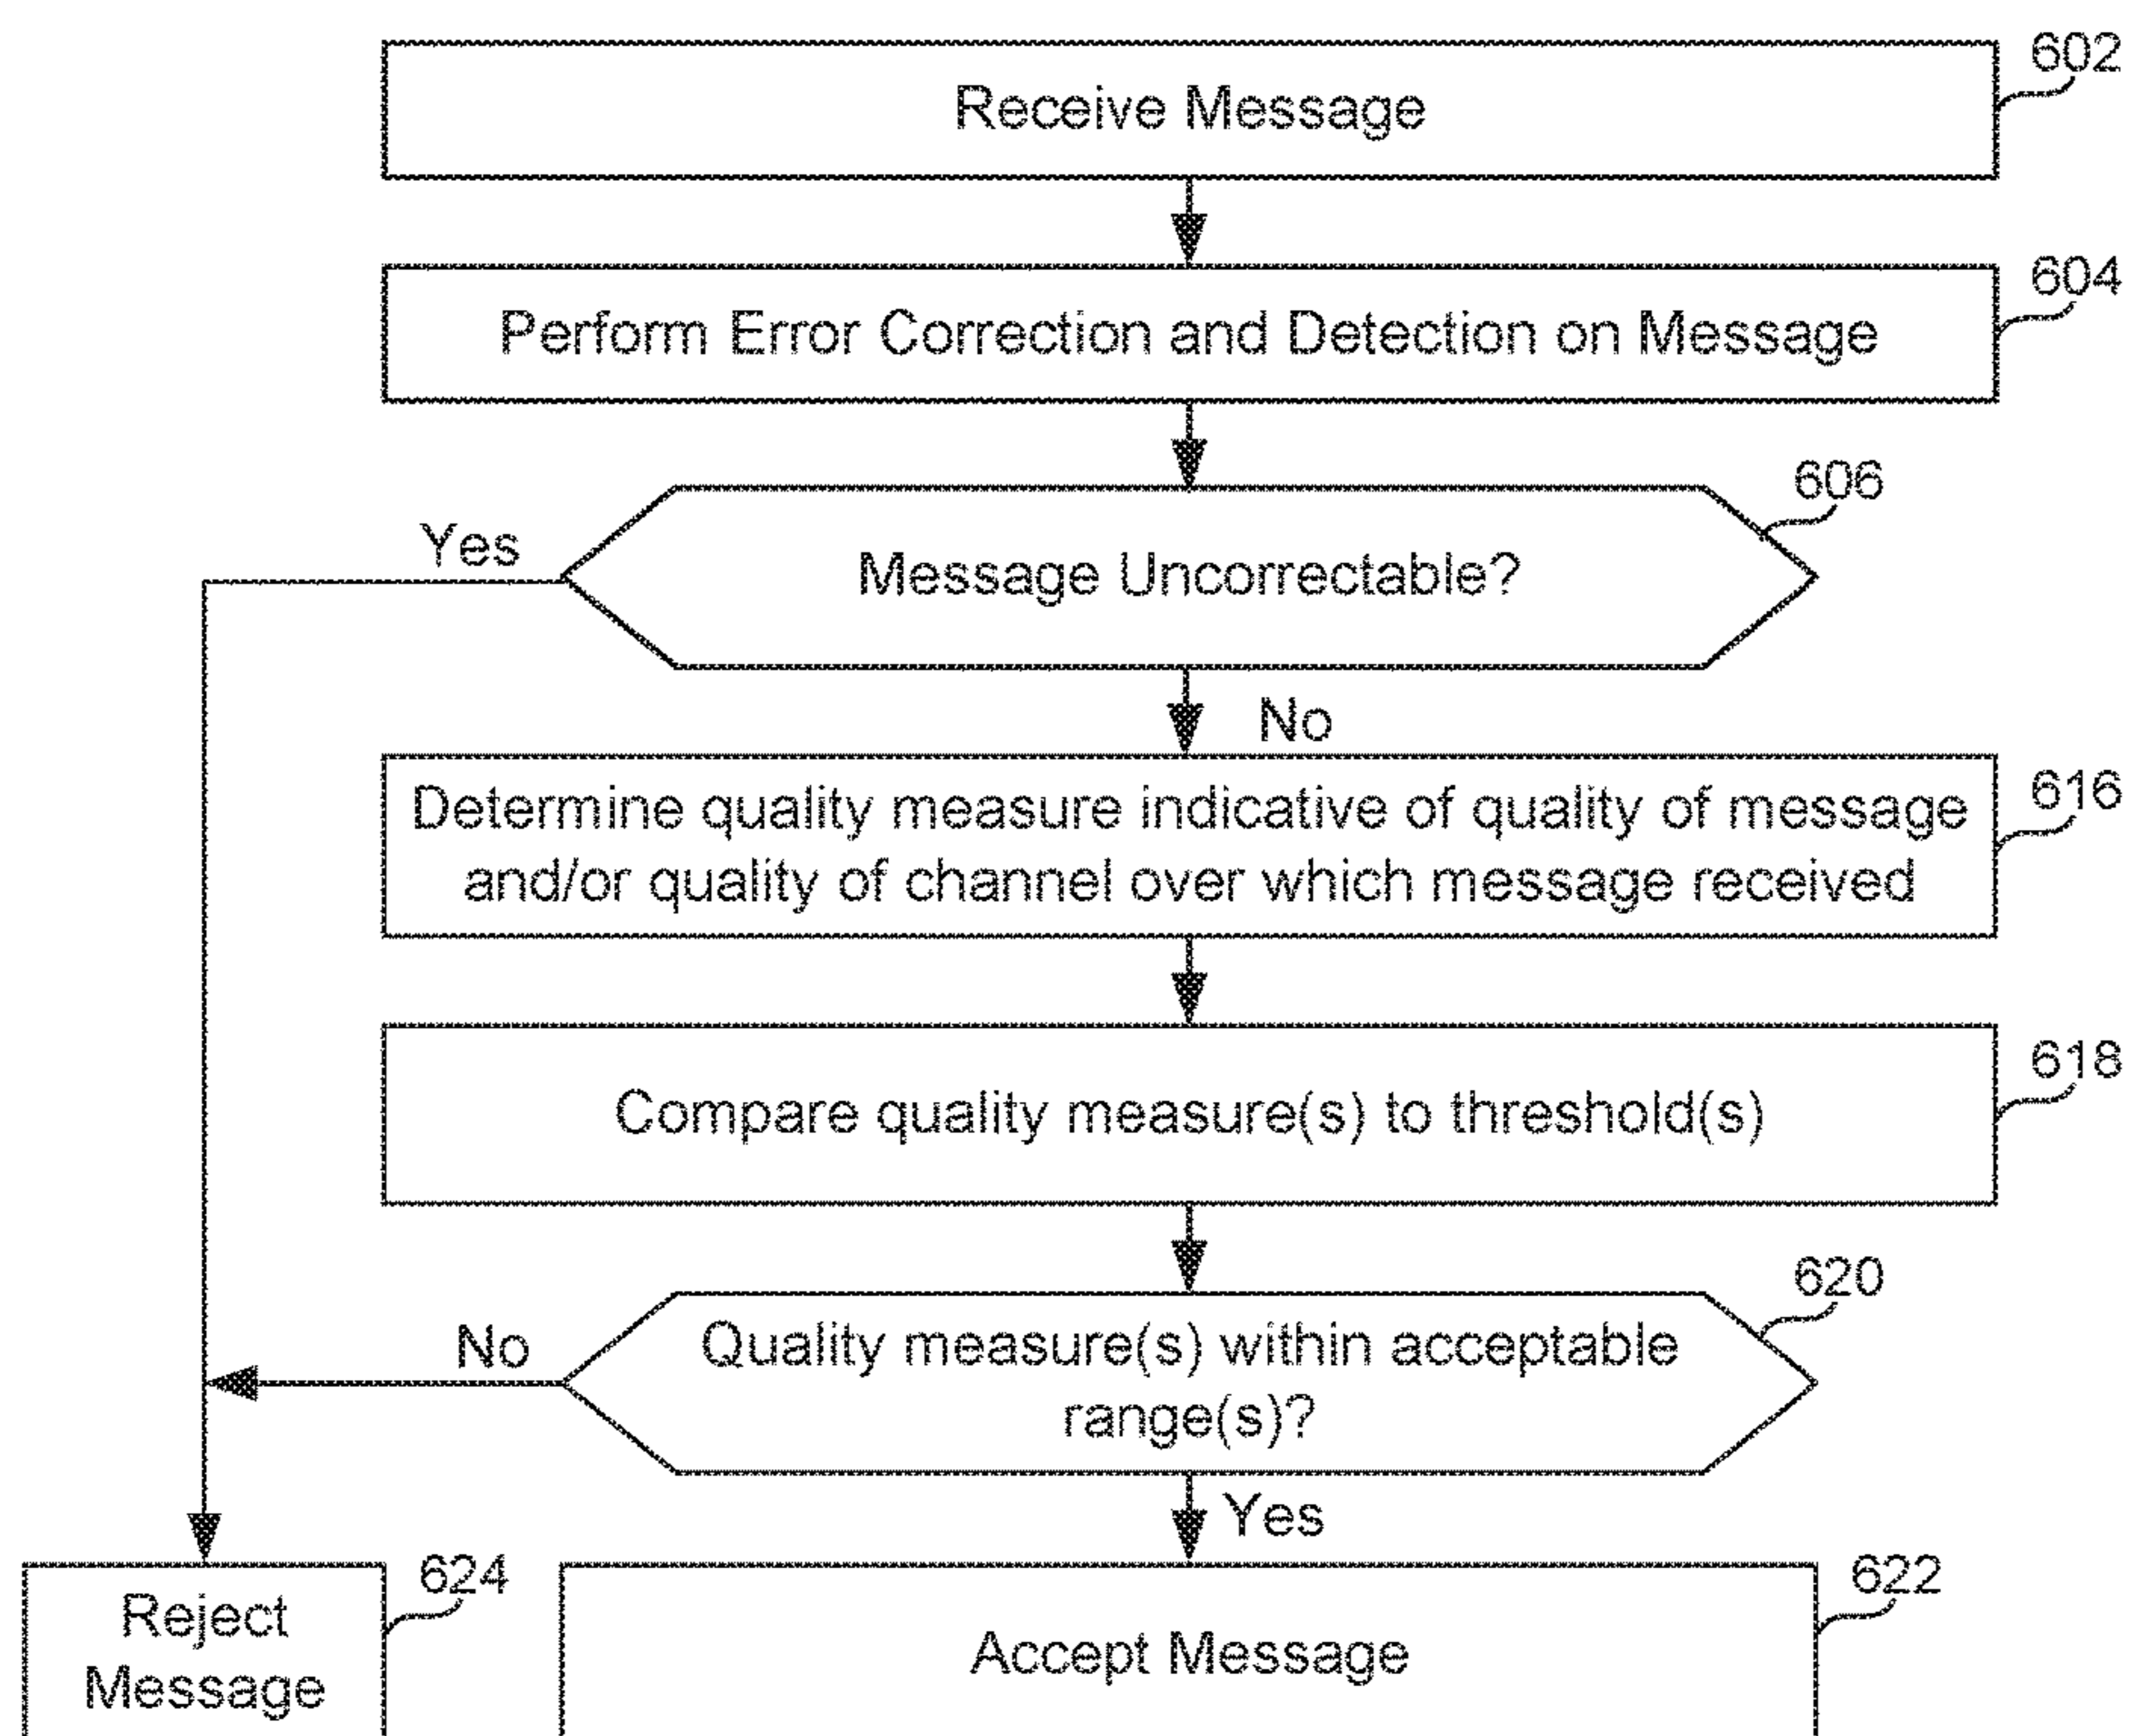 602
Receive Message
604
Perform Error Correction and Detection on Message
606
Yes
Message Uncorrectable?
No
616
Determine quality measure indicative of quality of message
and/or quality of channel over which message received
618
Compare quality measure(s) to threshold(s)
620
No
Quality measure(s) within acceptable
range(s)?
Yes
624
622
Reject
Message
Accept Message